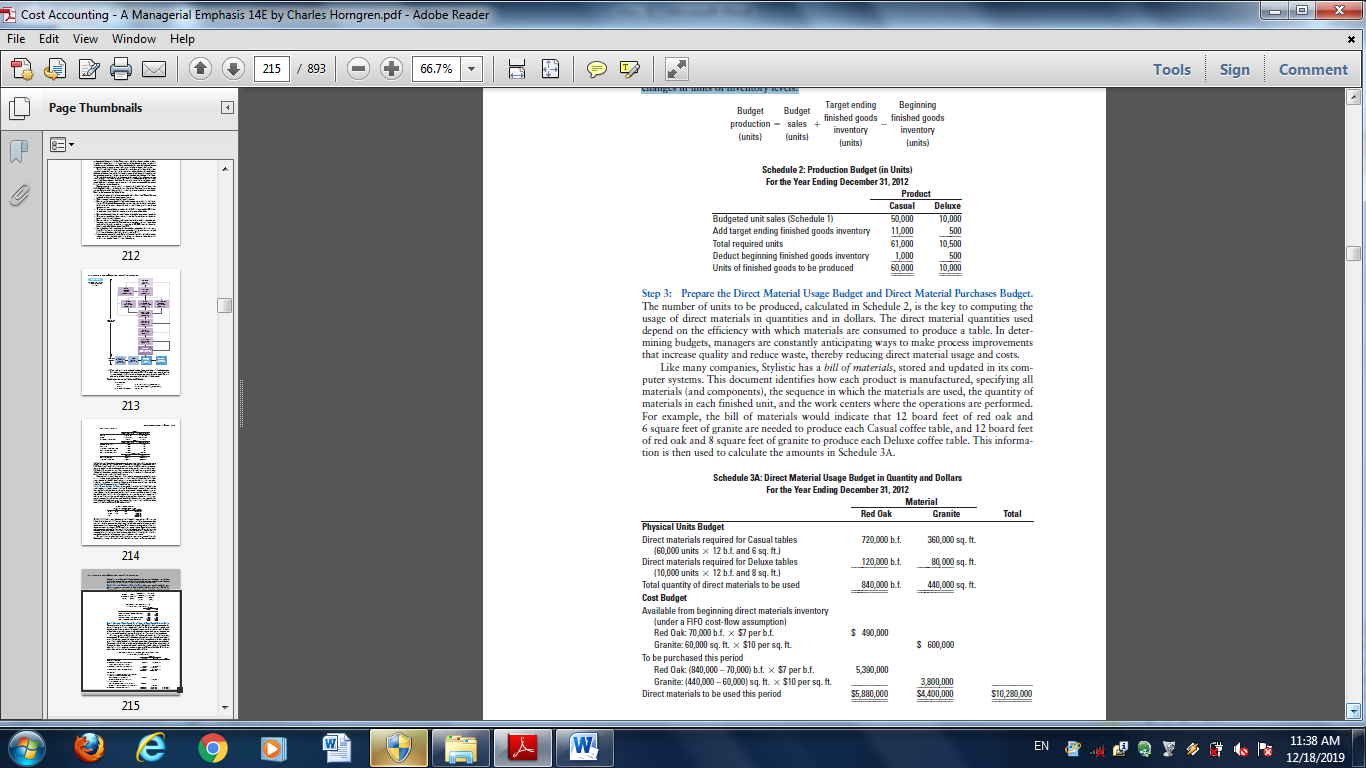 Cost Accounting - A Managerial Emphasis 14E by Charles Horngren.pdf - Adobe Reader
File Edit View Window Help
215 / 893 66.7% Tools Sign Comment
Page Thumbnails
212
213
214
215
changes in units of inventory levels.
Budget production (units) = Budget sales (units) + Target ending finished goods inventory (units) − Beginning finished goods inventory (units)
Schedule 2: Production Budget (in Units)
For the Year Ending December 31, 2012
Product
Casual Deluxe
Budgeted unit sales (Schedule 1) 50,000 10,000
Add target ending finished goods inventory 11,000 500
Total required units 61,000 10,500
Deduct beginning finished goods inventory 1,000 500
Units of finished goods to be produced 60,000 10,000
Step 3: Prepare the Direct Material Usage Budget and Direct Material Purchases Budget.
The number of units to be produced, calculated in Schedule 2, is the key to computing the
usage of direct materials in quantities and in dollars. The direct material quantities used
depend on the efficiency with which materials are consumed to produce a table. In deter-
mining budgets, managers are constantly anticipating ways to make process improvements
that increase quality and reduce waste, thereby reducing direct material usage and costs.
Like many companies, Stylistic has a bill of materials, stored and updated in its com-
puter systems. This document identifies how each product is manufactured, specifying all
materials (and components), the sequence in which the materials are used, the quantity of
materials in each finished unit, and the work centers where the operations are performed.
For example, the bill of materials would indicate that 12 board feet of red oak and
6 square feet of granite are needed to produce each Casual coffee table, and 12 board feet
of red oak and 8 square feet of granite to produce each Deluxe coffee table. This informa-
tion is then used to calculate the amounts in Schedule 3A.
Schedule 3A: Direct Material Usage Budget in Quantity and Dollars
For the Year Ending December 31, 2012
Material
Red Oak Granite Total
Physical Units Budget
Direct materials required for Casual tables 720,000 b.f. 360,000 sq. ft.
(60,000 units × 12 b.f. and 6 sq. ft.)
Direct materials required for Deluxe tables 120,000 b.f. 80,000 sq. ft.
(10,000 units × 12 b.f. and 8 sq. ft.)
Total quantity of direct materials to be used 840,000 b.f. 440,000 sq. ft.
Cost Budget
Available from beginning direct materials inventory
(under a FIFO cost-flow assumption)
Red Oak: 70,000 b.f. × $7 per b.f. $ 490,000
Granite: 60,000 sq. ft. × $10 per sq. ft. $ 600,000
To be purchased this period
Red Oak: (840,000 – 70,000) b.f. × $7 per b.f. 5,390,000
Granite: (440,000 – 60,000) sq. ft. × $10 per sq. ft. 3,800,000
Direct materials to be used this period $5,880,000 $4,400,000 $10,280,000
EN
11:38 AM
12/18/2019